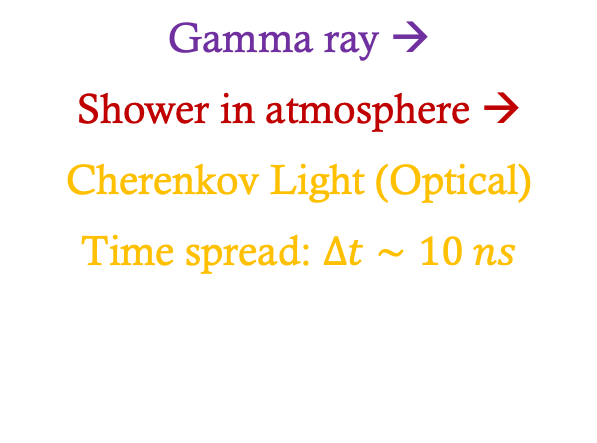 Gamma ray →
Shower in atmosphere →
Cherenkov Light (Optical)
Time spread: Δ𝑡 ~ 10 𝑛𝑠